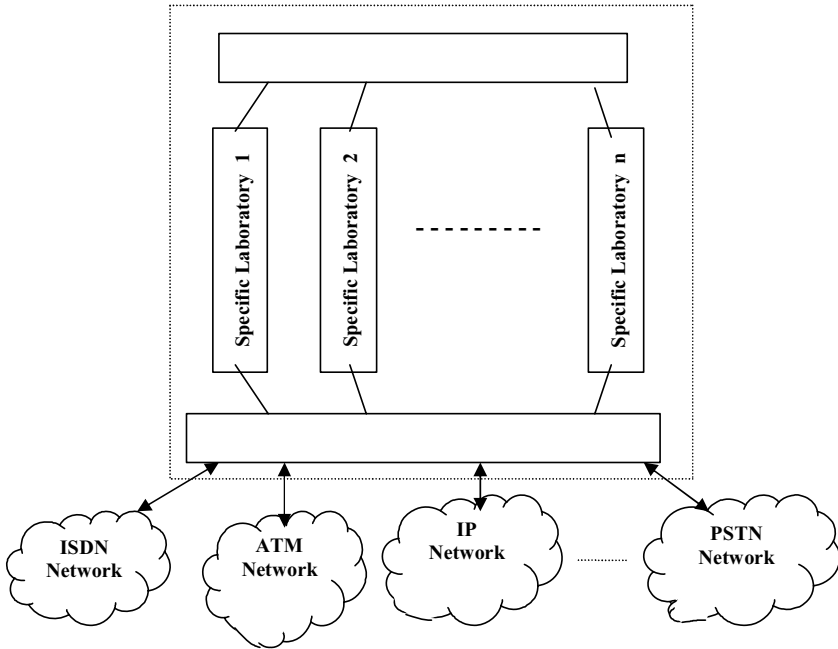 Specific Laboratory 1
Specific Laboratory 2
Specific Laboratory n
ISDN
Network
ATM
Network
IP
Network
PSTN
Network